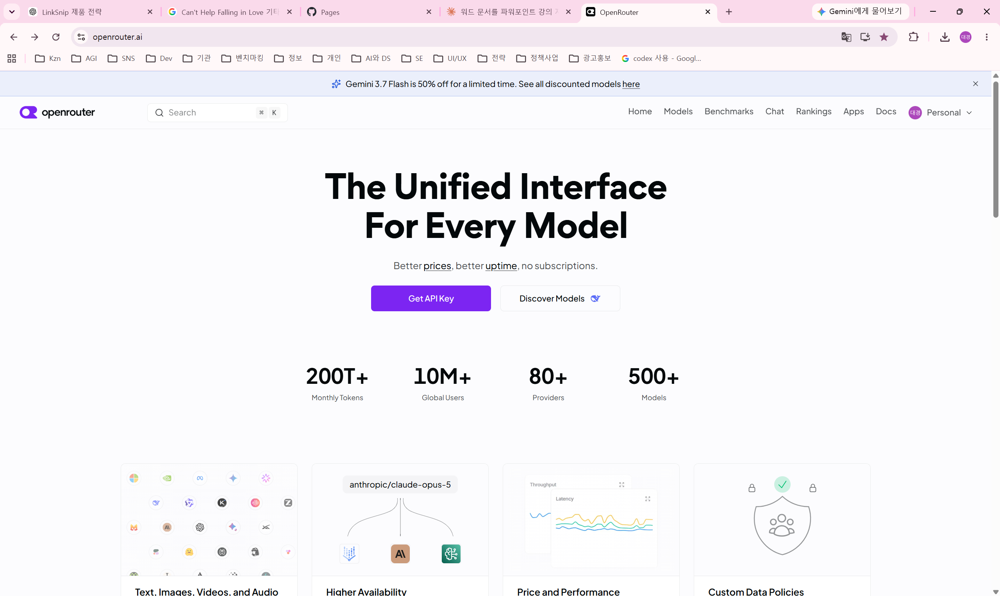 LinkSnip 제품 전략
Can't Help Falling in Love 기타
Pages
워드 문서를 파워포인트 강의
OpenRouter
Gemini에게 물어보기
openrouter.ai
대경
Kzn
AGI
SNS
Dev
기관
벤치마킹
정보
개인
AI와 DS
SE
UI/UX
전략
정책사업
광고홍보
codex 사용 - Googl...
Gemini 3.7 Flash is 50% off for a limited time. See all discounted models here
openrouter
Search
⌘ K
Home
Models
Benchmarks
Chat
Rankings
Apps
Docs
대경
Personal
The Unified Interface
For Every Model
Better prices, better uptime, no subscriptions.
Get API Key
Discover Models
200T+
Monthly Tokens
10M+
Global Users
80+
Providers
500+
Models
anthropic/claude-opus-5
Throughput
Latency
Text, Images, Videos, and Audio
Higher Availability
Price and Performance
Custom Data Policies